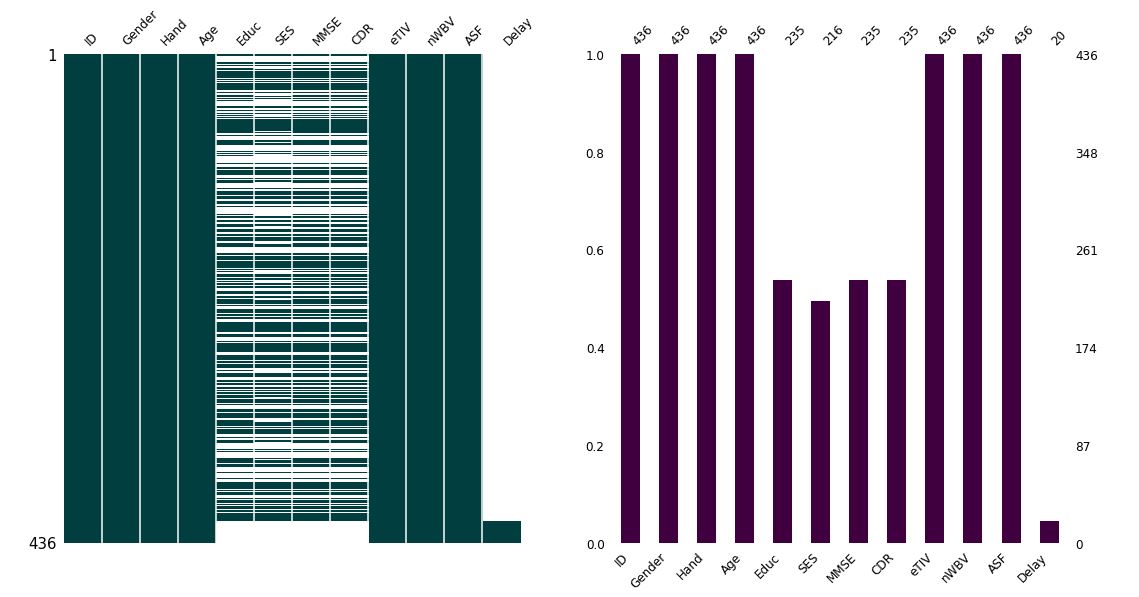 ID Gender Hand Age Educ SES MMSE CDR eTIV nWBV ASF Delay
1
436
436 436 436 436 235 216 235 235 436 436 436 20
1.0 436
0.8 348
0.6 261
0.4 174
0.2 87
0.0 0
ID Gender Hand Age Educ SES MMSE CDR eTIV nWBV ASF Delay